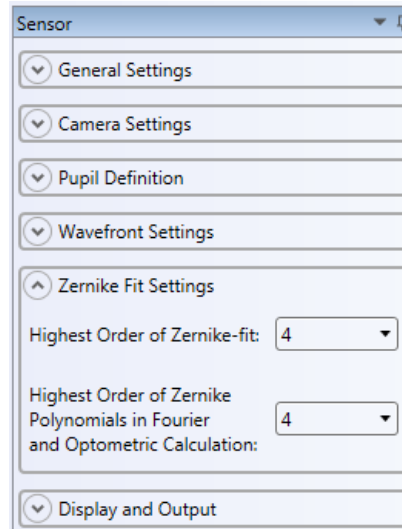 Sensor
General Settings
Camera Settings
Pupil Definition
Wavefront Settings
Zernike Fit Settings
Highest Order of Zernike-fit: 4
Highest Order of Zernike
Polynomials in Fourier 4
and Optometric Calculation:
Display and Output